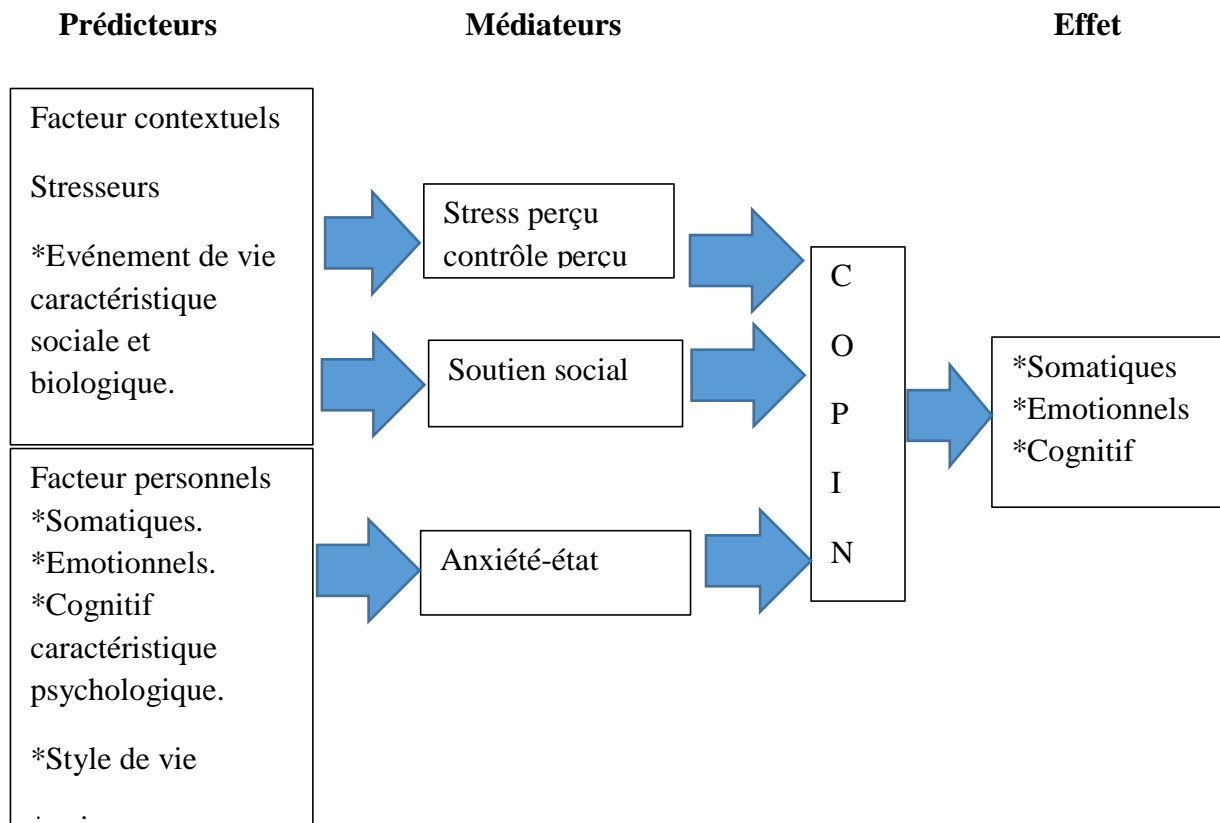 Prédicteurs
Médiateurs
Effet
Facteur contextuels
Stresseurs
*Evénement de vie
caractéristique
sociale et
biologique.
Stress perçu
contrôle perçu
Soutien social
C
O
P
I
N
*Somatiques
*Emotionnels
*Cognitif
Facteur personnels
*Somatiques.
*Emotionnels.
*Cognitif
caractéristique
psychologique.
*Style de vie
Anxiété-état